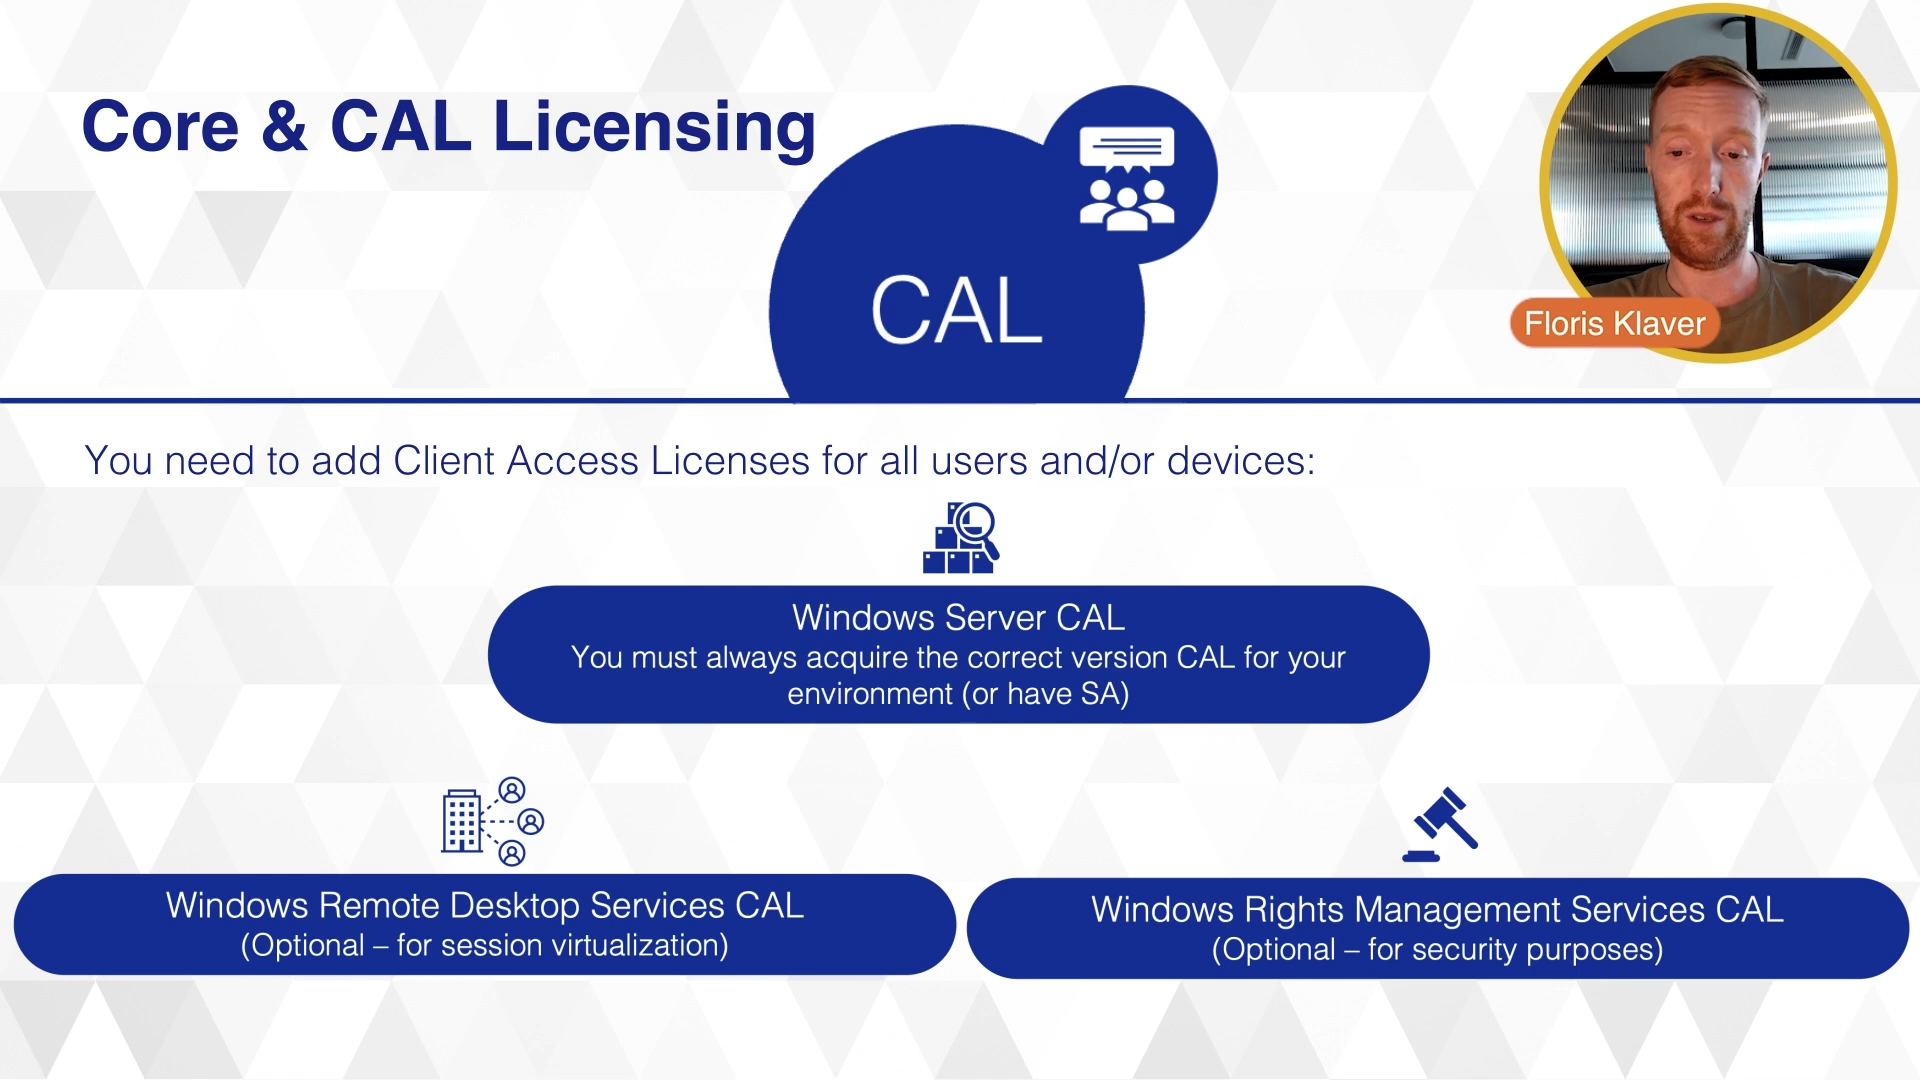 Core & CAL Licensing
CAL
Floris Klaver
You need to add Client Access Licenses for all users and/or devices:
Windows Server CAL
You must always acquire the correct version CAL for your
environment (or have SA)
Windows Remote Desktop Services CAL
(Optional – for session virtualization)
Windows Rights Management Services CAL
(Optional – for security purposes)